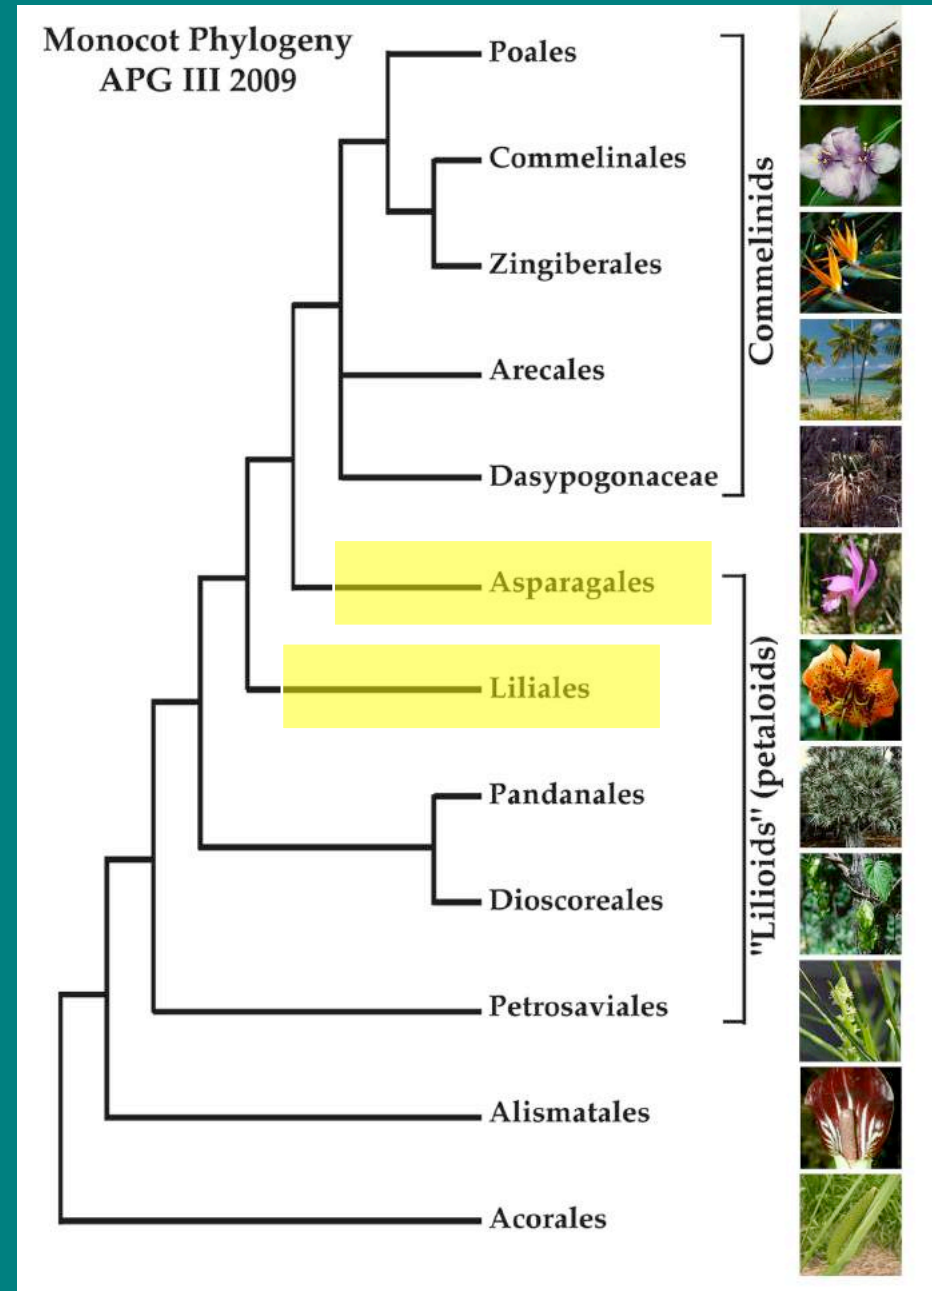 Monocot Phylogeny
APG III 2009
Poales
Commelinales
Zingiberales
Arecales
Dasypogonaceae
Commelinids
Asparagales
Liliales
Pandanales
Dioscoreales
Petrosaviales
"Lilioids" (petaloids)
Alismatales
Acorales